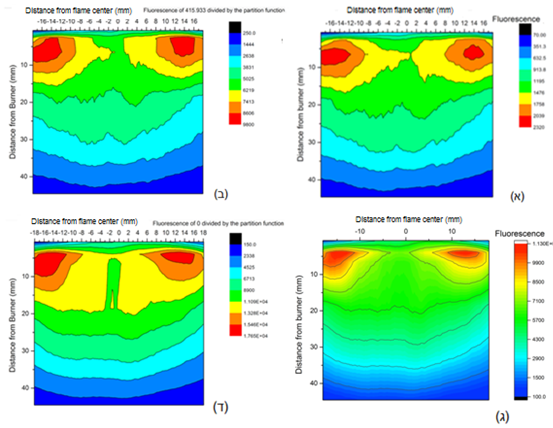 Distance from flame center (mm)
Fluorescence of 415.933 divided by the partition function
-18-16-14-12-10 -8 -6 -4 -2 0 2 4 6 8 10 12 14 16 18
Distance from Burner (mm)
10
20
30
40
250.0
1444
2638
3831
5025
6219
7413
8606
9800
(ב)
Distance from flame center (mm)
Fluorescence
-16-14-12-10 -8 -6 -4 -2 0 2 4 6 8 10 12 14 16
Distance from Burner (mm)
10
20
30
40
70.00
351.3
632.5
913.8
1195
1476
1758
2039
2320
(א)
Distance from flame center (mm)
Fluorescence of 0 divided by the partition function
-18-16-14-12-10 -8 -6 -4 -2 0 2 4 6 8 10 12 14 16 18
Distance from Burner (mm)
10
20
30
40
150.0
2338
4525
6713
8900
1.109E+04
1.328E+04
1.546E+04
1.765E+04
(ד)
Distance from flame center (mm)
-10 0 10
Fluorescence
Distance from Burner (mm)
10
20
30
40
1.130E+
9900
8500
7100
5700
4300
2900
1500
100.0
(ג)